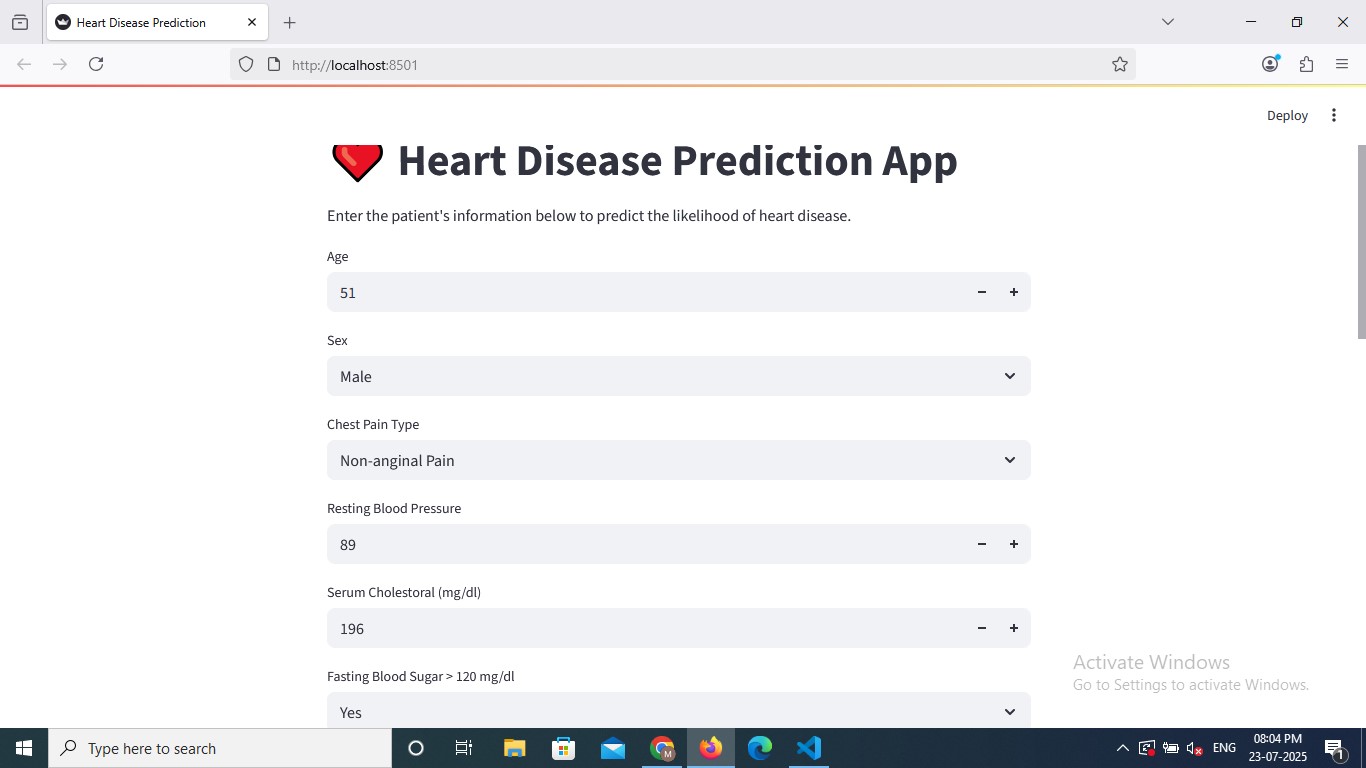 Heart Disease Prediction
http://localhost:8501
Deploy
Heart Disease Prediction App
Enter the patient's information below to predict the likelihood of heart disease.
Age
51
Sex
Male
Chest Pain Type
Non-anginal Pain
Resting Blood Pressure
89
Serum Cholestoral (mg/dl)
196
Fasting Blood Sugar > 120 mg/dl
Yes
Activate Windows
Go to Settings to activate Windows.
Type here to search
M
ENG
08:04 PM
23-07-2025
1